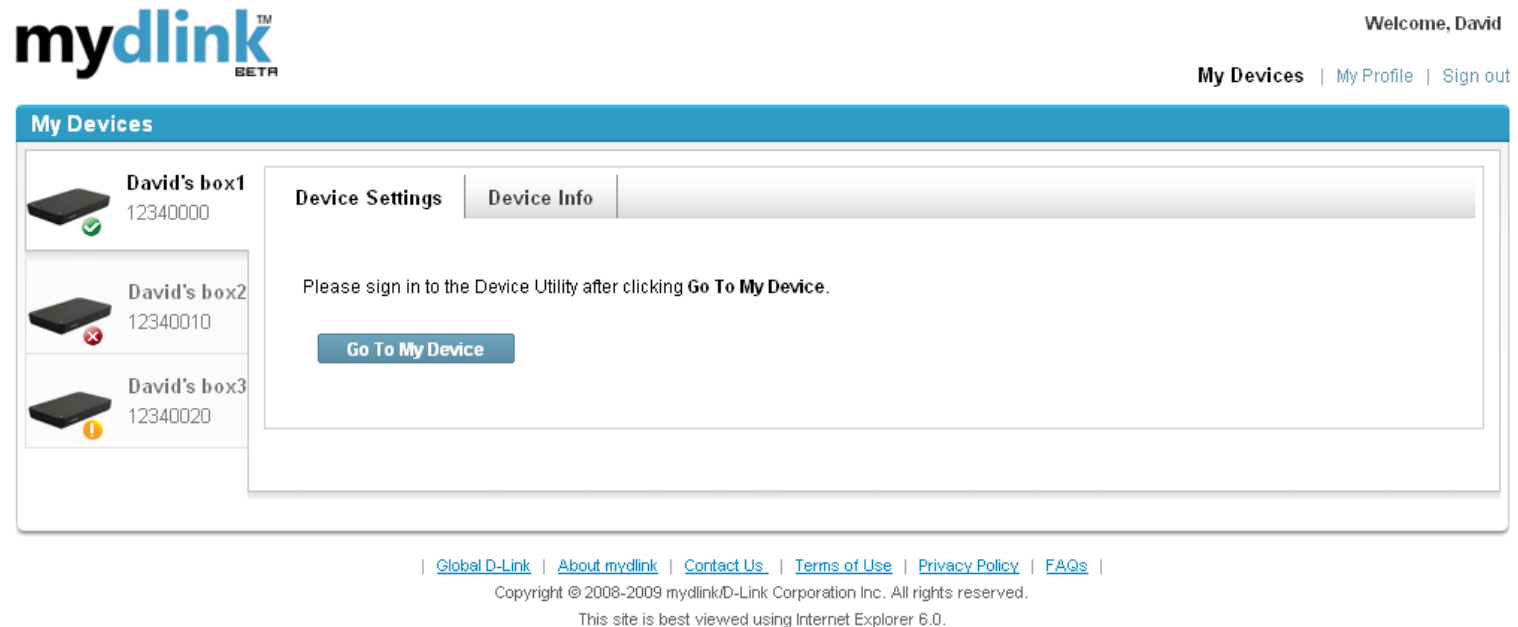 mydlink™
BETA
Welcome, David
My Devices | My Profile | Sign out
My Devices
David's box1
12340000
David's box2
12340010
David's box3
12340020
Device Settings
Device Info
Please sign in to the Device Utility after clicking Go To My Device.
Go To My Device
| Global D-Link | About mydlink | Contact Us | Terms of Use | Privacy Policy | FAQs |
Copyright © 2008-2009 mydlink/D-Link Corporation Inc. All rights reserved.
This site is best viewed using Internet Explorer 6.0.